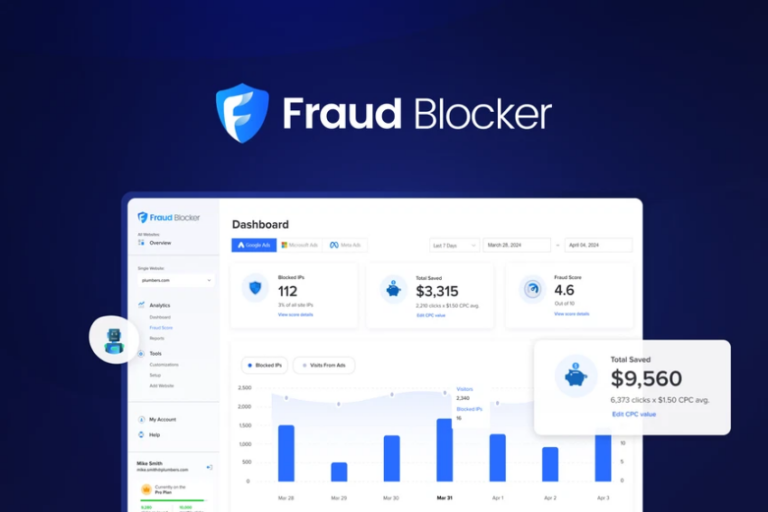 Fraud Blocker
Fraud Blocker
All Websites
Overview
Single Website
plumbers.com
Analytics
Dashboard
Fraud Score
Reports
Tools
Customizations
Setup
Add Website
My Account
Help
Mike Smith
mike.smith@plumbers.com
Currently on the
Pro Plan
Dashboard
Google Ads
Microsoft Ads
Meta Ads
Last 7 Days
March 28, 2024
-
April 04, 2024
Blocked IPs
112
3% of all site IPs
View score details
Total Saved
$3,315
2,210 clicks x $1.50 CPC avg.
Edit CPC value
Fraud Score
4.6
Out of 10
View score details
Blocked IPs
Visits From Ads
2,500
2,000
1,500
1,000
500
0
Visitors
2,340
Blocked IPs
16
10
5
0
Mar 28
Mar 29
Mar 30
Mar 31
Apr 1
Apr 2
Apr 3
Total Saved
$9,560
6,373 clicks x $1.50 CPC avg.
Edit CPC value